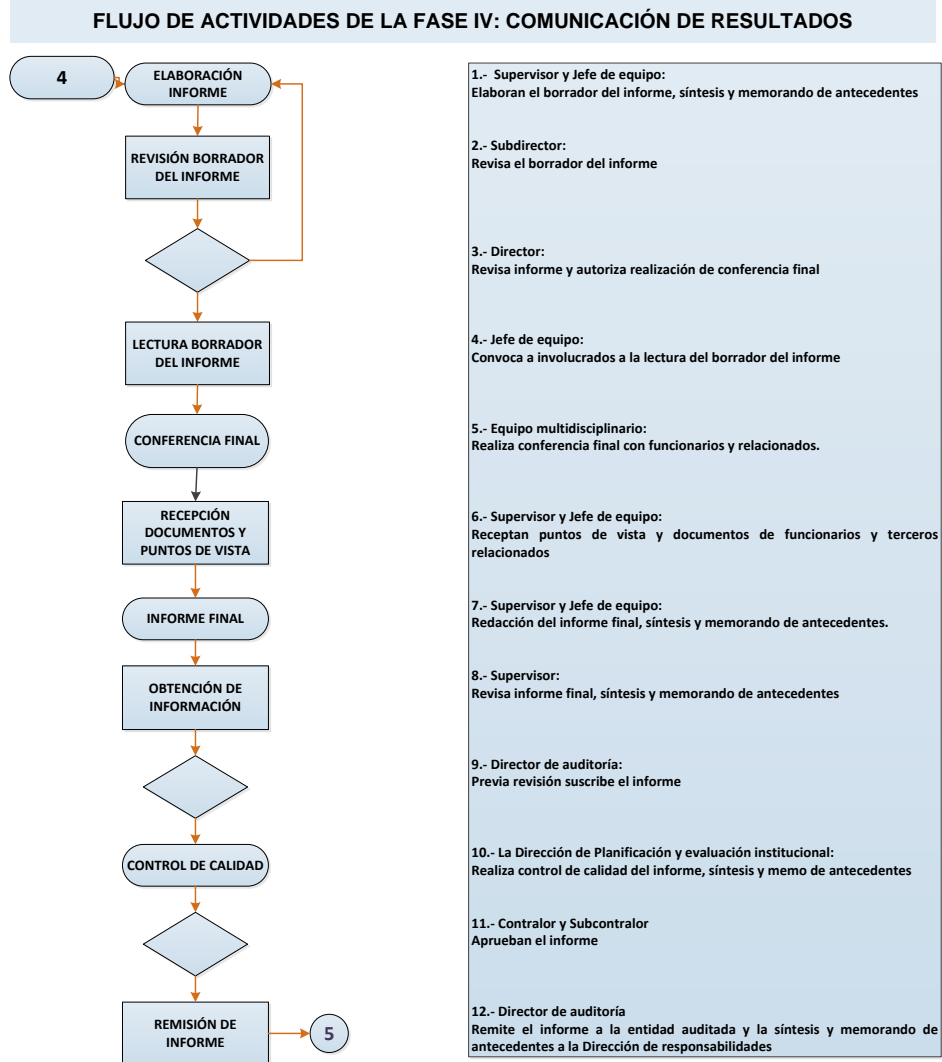 FLUJO DE ACTIVIDADES DE LA FASE IV: COMUNICACIÓN DE RESULTADOS
4
ELABORACIÓN
INFORME
REVISIÓN BORRADOR
DEL INFORME
LECTURA BORRADOR
DEL INFORME
CONFERENCIA FINAL
RECEPCIÓN
DOCUMENTOS Y
PUNTOS DE VISTA
INFORME FINAL
OBTENCIÓN DE
INFORMACIÓN
CONTROL DE CALIDAD
REMISIÓN DE
INFORME
5
1.- Supervisor y Jefe de equipo:
Elaboran el borrador del informe, síntesis y memorando de antecedentes
2.- Subdirector:
Revisa el borrador del informe
3.- Director:
Revisa informe y autoriza realización de conferencia final
4.- Jefe de equipo:
Convoca a involucrados a la lectura del borrador del informe
5.- Equipo multidisciplinario:
Realiza conferencia final con funcionarios y relacionados.
6.- Supervisor y Jefe de equipo:
Receptan puntos de vista y documentos de funcionarios y terceros
relacionados
7.- Supervisor y Jefe de equipo:
Redacción del informe final, síntesis y memorando de antecedentes.
8.- Supervisor:
Revisa informe final, síntesis y memorando de antecedentes
9.- Director de auditoría:
Previa revisión suscribe el informe
10.- La Dirección de Planificación y evaluación institucional:
Realiza control de calidad del informe, síntesis y memo de antecedentes
11.- Contralor y Subcontralor
Aprueban el informe
12.- Director de auditoría
Remite el informe a la entidad auditada y la síntesis y memorando de
antecedentes a la Dirección de responsabilidades